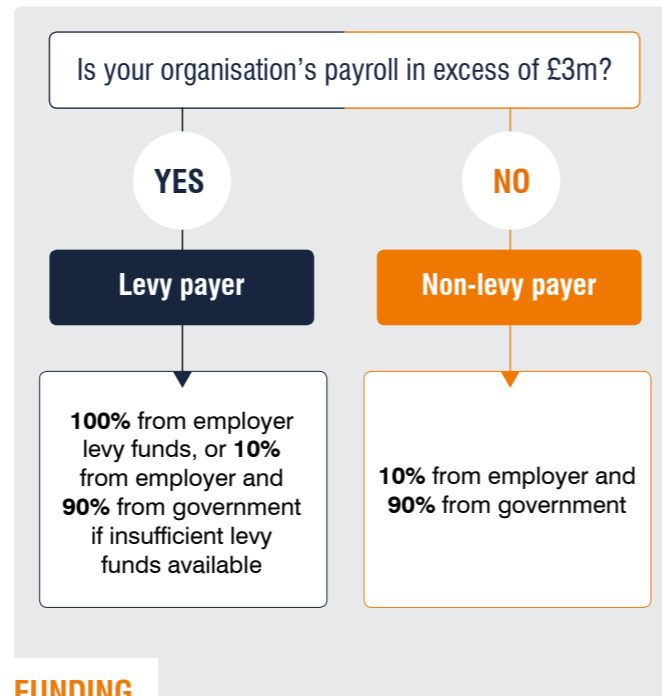 Is your organisation’s payroll in excess of £3m?
YES
NO
Levy payer
Non-levy payer
100% from employer
levy funds, or 10%
from employer and
90% from government
if insufficient levy
funds available
10% from employer and
90% from government
FUNDING